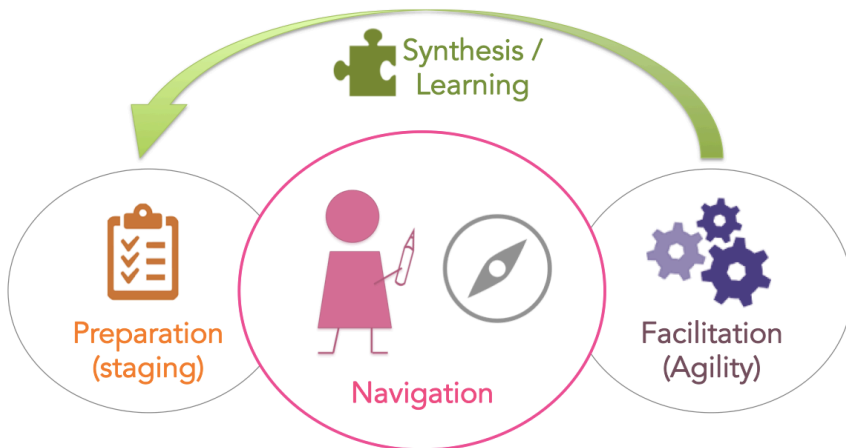 Synthesis /
Learning
Preparation
(staging)
Navigation
Facilitation
(Agility)